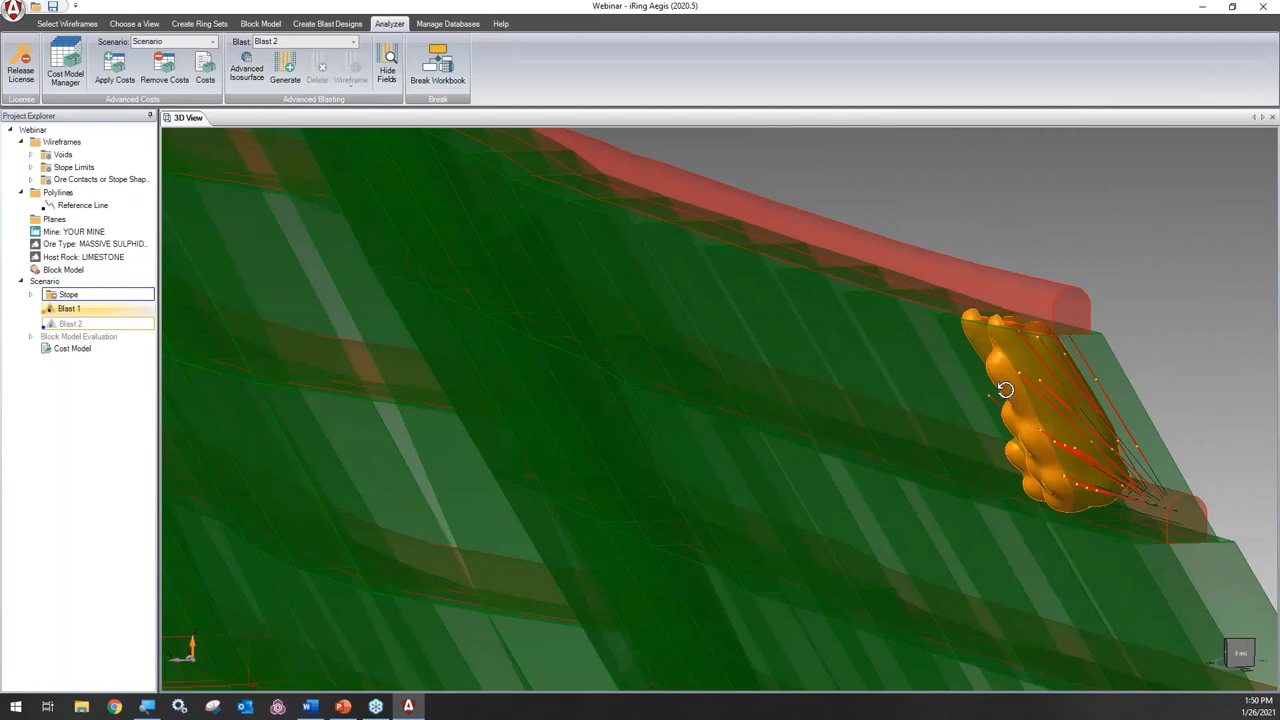 Webinar - iRing Aegis (2020.5)
Select Wireframes Choose a View Create Ring Sets Block Model Create Blast Designs Analyzer Manage Databases Help
Release License
License
Cost Model Manager
Scenario: Scenario
Apply Costs Remove Costs Costs
Advanced Costs
Blast: Blast 2
Advanced Isosurface Generate Delete Wireframe
Advanced Blasting
Hide Fields
Break Workbook
Break
Project Explorer
3D View
Webinar
Wireframes
Voids
Stope Limits
Ore Contacts or Stope Shap...
Polylines
Reference Line
Planes
Mine: YOUR MINE
Ore Type: MASSIVE SULPHID...
Host Rock: LIMESTONE
Block Model
Scenario
Stope
Blast 1
Blast 2
Block Model Evaluation
Cost Model
East
1:50 PM
1/26/2021